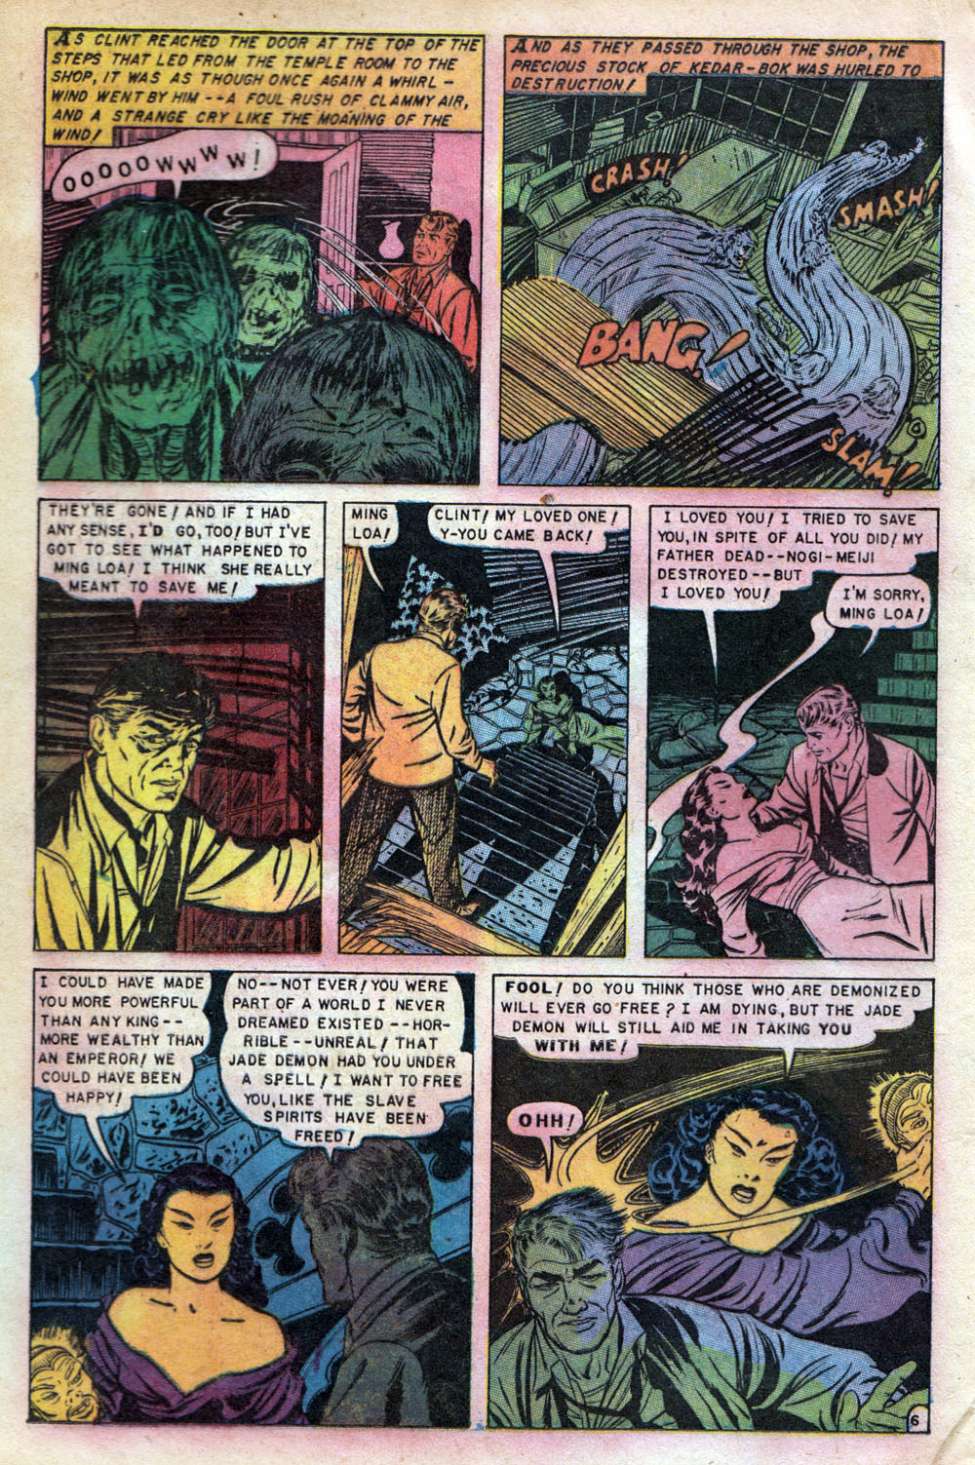 AS CLINT REACHED THE DOOR AT THE TOP OF THE
STEPS THAT LED FROM THE TEMPLE ROOM TO THE
SHOP, IT WAS AS THOUGH ONCE AGAIN A WHIRL-
WIND WENT BY HIM--A FOUL RUSH OF CLAMMY AIR,
AND A STRANGE CRY LIKE THE MOANING OF THE
WIND!
OOOOOWWWW!
AND AS THEY PASSED THROUGH THE SHOP, THE
PRECIOUS STOCK OF KEDAR-BOK WAS HURLED TO
DESTRUCTION!
CRASH!
SMASH!
BANG!
SLAM!
THEY'RE GONE! AND IF I HAD
ANY SENSE, I'D GO, TOO! BUT I'VE
GOT TO SEE WHAT HAPPENED TO
MING LOA! I THINK SHE REALLY
MEANT TO SAVE ME!
MING
LOA!
CLINT! MY LOVED ONE!
Y-YOU CAME BACK!
I LOVED YOU! I TRIED TO SAVE
YOU, IN SPITE OF ALL YOU DID! MY
FATHER DEAD--NOGI-MEIJI
DESTROYED--BUT
I LOVED YOU!
I'M SORRY,
MING LOA!
I COULD HAVE MADE
YOU MORE POWERFUL
THAN ANY KING--
MORE WEALTHY THAN
AN EMPEROR! WE
COULD HAVE BEEN
HAPPY!
NO--NOT EVER! YOU WERE
PART OF A WORLD I NEVER
DREAMED EXISTED--HOR-
RIBLE--UNREAL! THAT
JADE DEMON HAD YOU UNDER
A SPELL! I WANT TO FREE
YOU, LIKE THE SLAVE
SPIRITS HAVE BEEN
FREED!
FOOL! DO YOU THINK THOSE WHO ARE DEMONIZED
WILL EVER GO FREE? I AM DYING, BUT THE JADE
DEMON WILL STILL AID ME IN TAKING YOU
WITH ME!
OHH!
6